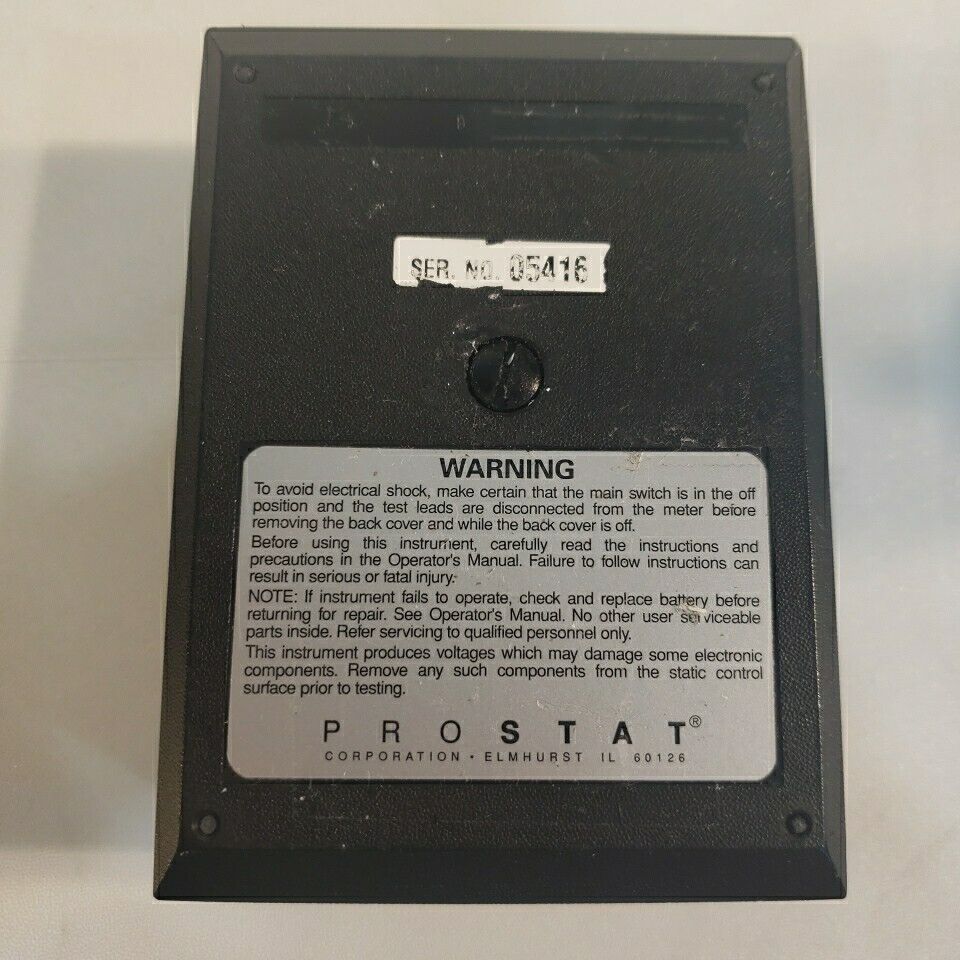 SER. NO. 05416
WARNING
To avoid electrical shock, make certain that the main switch is in the off
position and the test leads are disconnected from the meter before
removing the back cover and while the back cover is off.
Before using this instrument, carefully read the instructions and
precautions in the Operator's Manual. Failure to follow instructions can
result in serious or fatal injury.
NOTE: If instrument fails to operate, check and replace battery before
returning for repair. See Operator's Manual. No other user serviceable
parts inside. Refer servicing to qualified personnel only.
This instrument produces voltages which may damage some electronic
components. Remove any such components from the static control
surface prior to testing.
PROSTAT®
CORPORATION · ELMHURST IL 60126